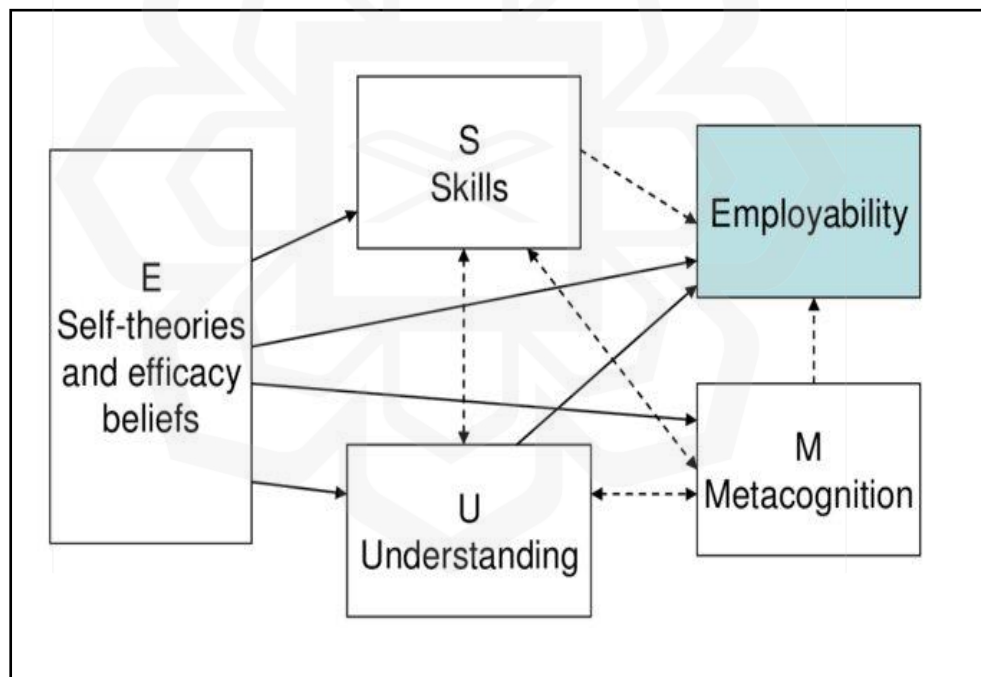 E
Self-theories
and efficacy
beliefs
S
Skills
U
Understanding
Employability
M
Metacognition